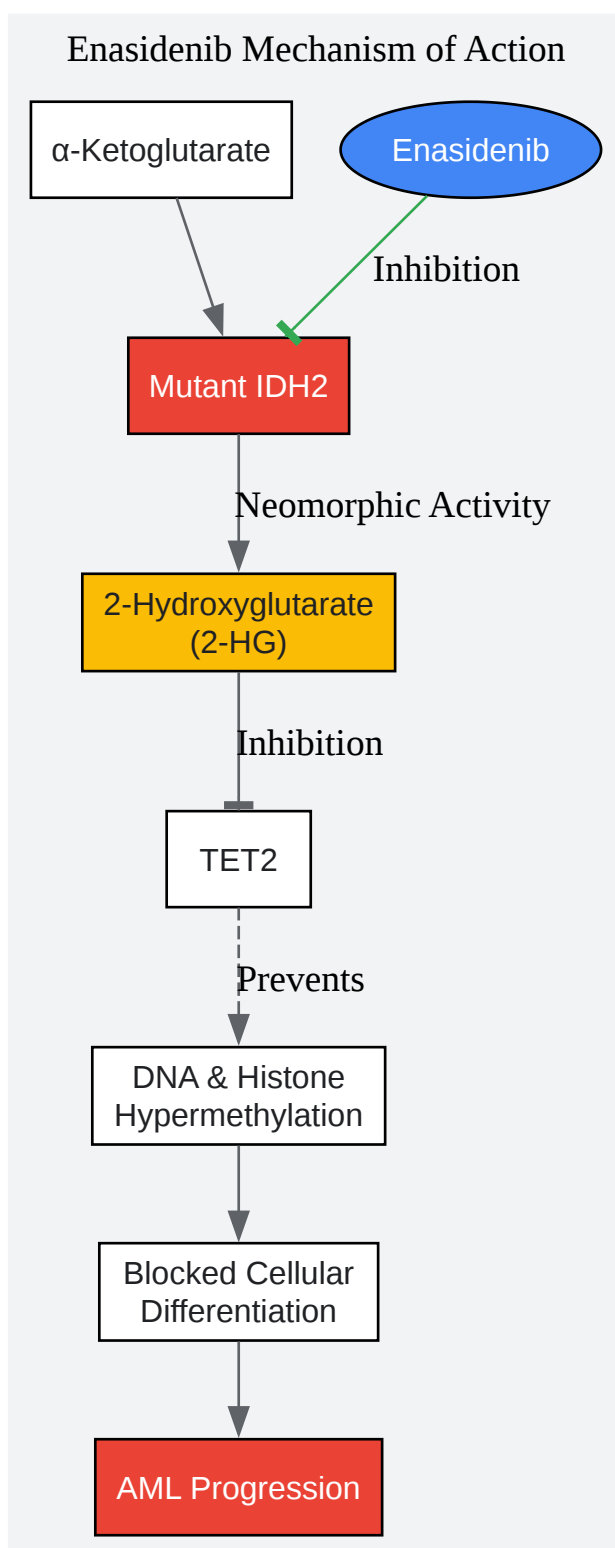 Enasidenib Mechanism of Action
α-Ketoglutarate
Enasidenib
Inhibition
Mutant IDH2
Neomorphic Activity
2-Hydroxyglutarate
(2-HG)
Inhibition
TET2
Prevents
DNA & Histone
Hypermethylation
Blocked Cellular
Differentiation
AML Progression